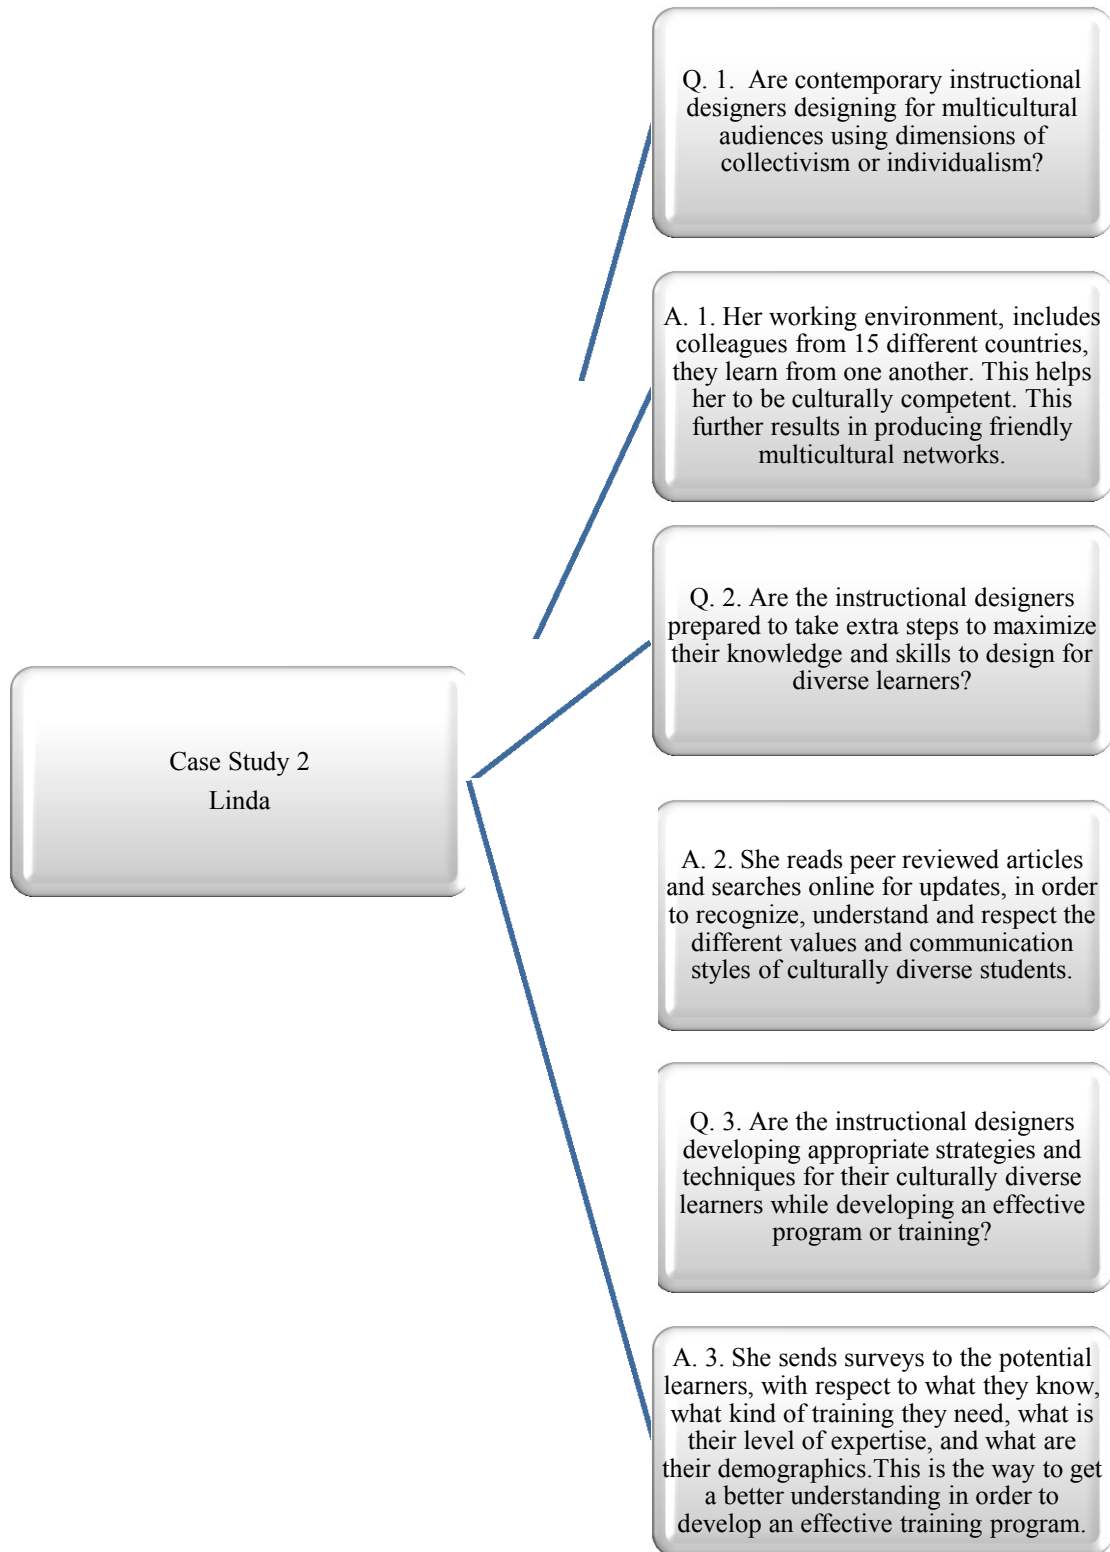 Q. 1.  Are contemporary instructional
designers designing for multicultural
audiences using dimensions of
collectivism or individualism?
A. 1. Her working environment, includes
colleagues from 15 different countries,
they learn from one another. This helps
her to be culturally competent. This
further results in producing friendly
multicultural networks.
Q. 2. Are the instructional designers
prepared to take extra steps to maximize
their knowledge and skills to design for
diverse learners?
Case Study 2
Linda
A. 2. She reads peer reviewed articles
and searches online for updates, in order
to recognize, understand and respect the
different values and communication
styles of culturally diverse students.
Q. 3. Are the instructional designers
developing appropriate strategies and
techniques for their culturally diverse
learners while developing an effective
program or training?
A. 3. She sends surveys to the potential
learners, with respect to what they know,
what kind of training they need, what is
their level of expertise, and what are
their demographics.This is the way to get
a better understanding in order to
develop an effective training program.